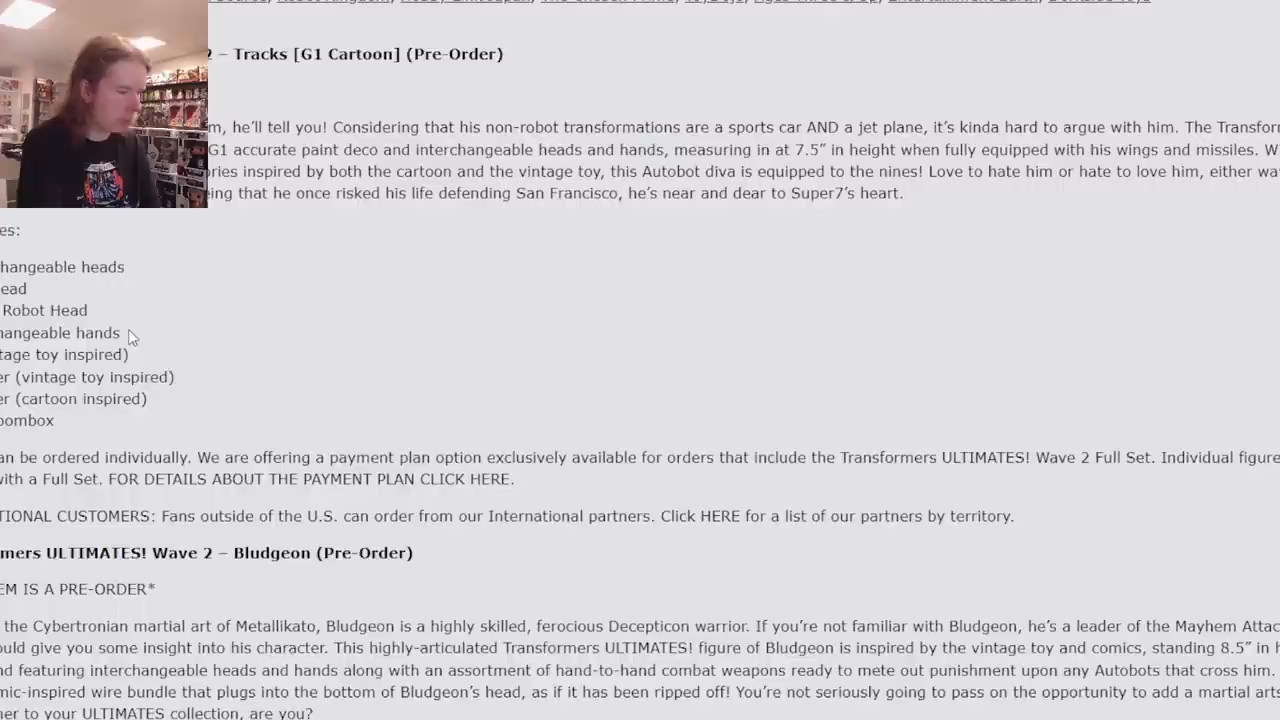 2 – Tracks [G1 Cartoon] (Pre-Order)
m, he’ll tell you! Considering that his non-robot transformations are a sports car AND a jet plane, it’s kinda hard to argue with him. The Transfor
G1 accurate paint deco and interchangeable heads and hands, measuring in at 7.5” in height when fully equipped with his wings and missiles. W
ories inspired by both the cartoon and the vintage toy, this Autobot diva is equipped to the nines! Love to hate him or hate to love him, either wa
ing that he once risked his life defending San Francisco, he’s near and dear to Super7’s heart.
es:
hangeable heads
ead
Robot Head
hangeable hands
tage toy inspired)
er (vintage toy inspired)
er (cartoon inspired)
oombox
an be ordered individually. We are offering a payment plan option exclusively available for orders that include the Transformers ULTIMATES! Wave 2 Full Set. Individual figure
with a Full Set. FOR DETAILS ABOUT THE PAYMENT PLAN CLICK HERE.
TIONAL CUSTOMERS: Fans outside of the U.S. can order from our International partners. Click HERE for a list of our partners by territory.
mers ULTIMATES! Wave 2 – Bludgeon (Pre-Order)
EM IS A PRE-ORDER*
the Cybertronian martial art of Metallikato, Bludgeon is a highly skilled, ferocious Decepticon warrior. If you’re not familiar with Bludgeon, he’s a leader of the Mayhem Attac
ould give you some insight into his character. This highly-articulated Transformers ULTIMATES! figure of Bludgeon is inspired by the vintage toy and comics, standing 8.5” in h
nd featuring interchangeable heads and hands along with an assortment of hand-to-hand combat weapons ready to mete out punishment upon any Autobots that cross him.
mic-inspired wire bundle that plugs into the bottom of Bludgeon’s head, as if it has been ripped off! You’re not seriously going to pass on the opportunity to add a martial arts
ner to your ULTIMATES collection, are you?